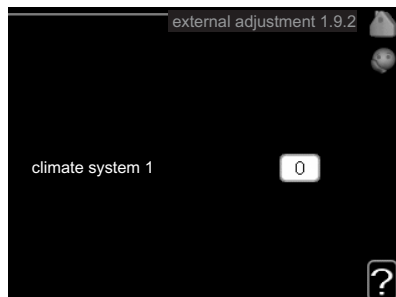 external adjustment 1.9.2
climate system 1
0
?